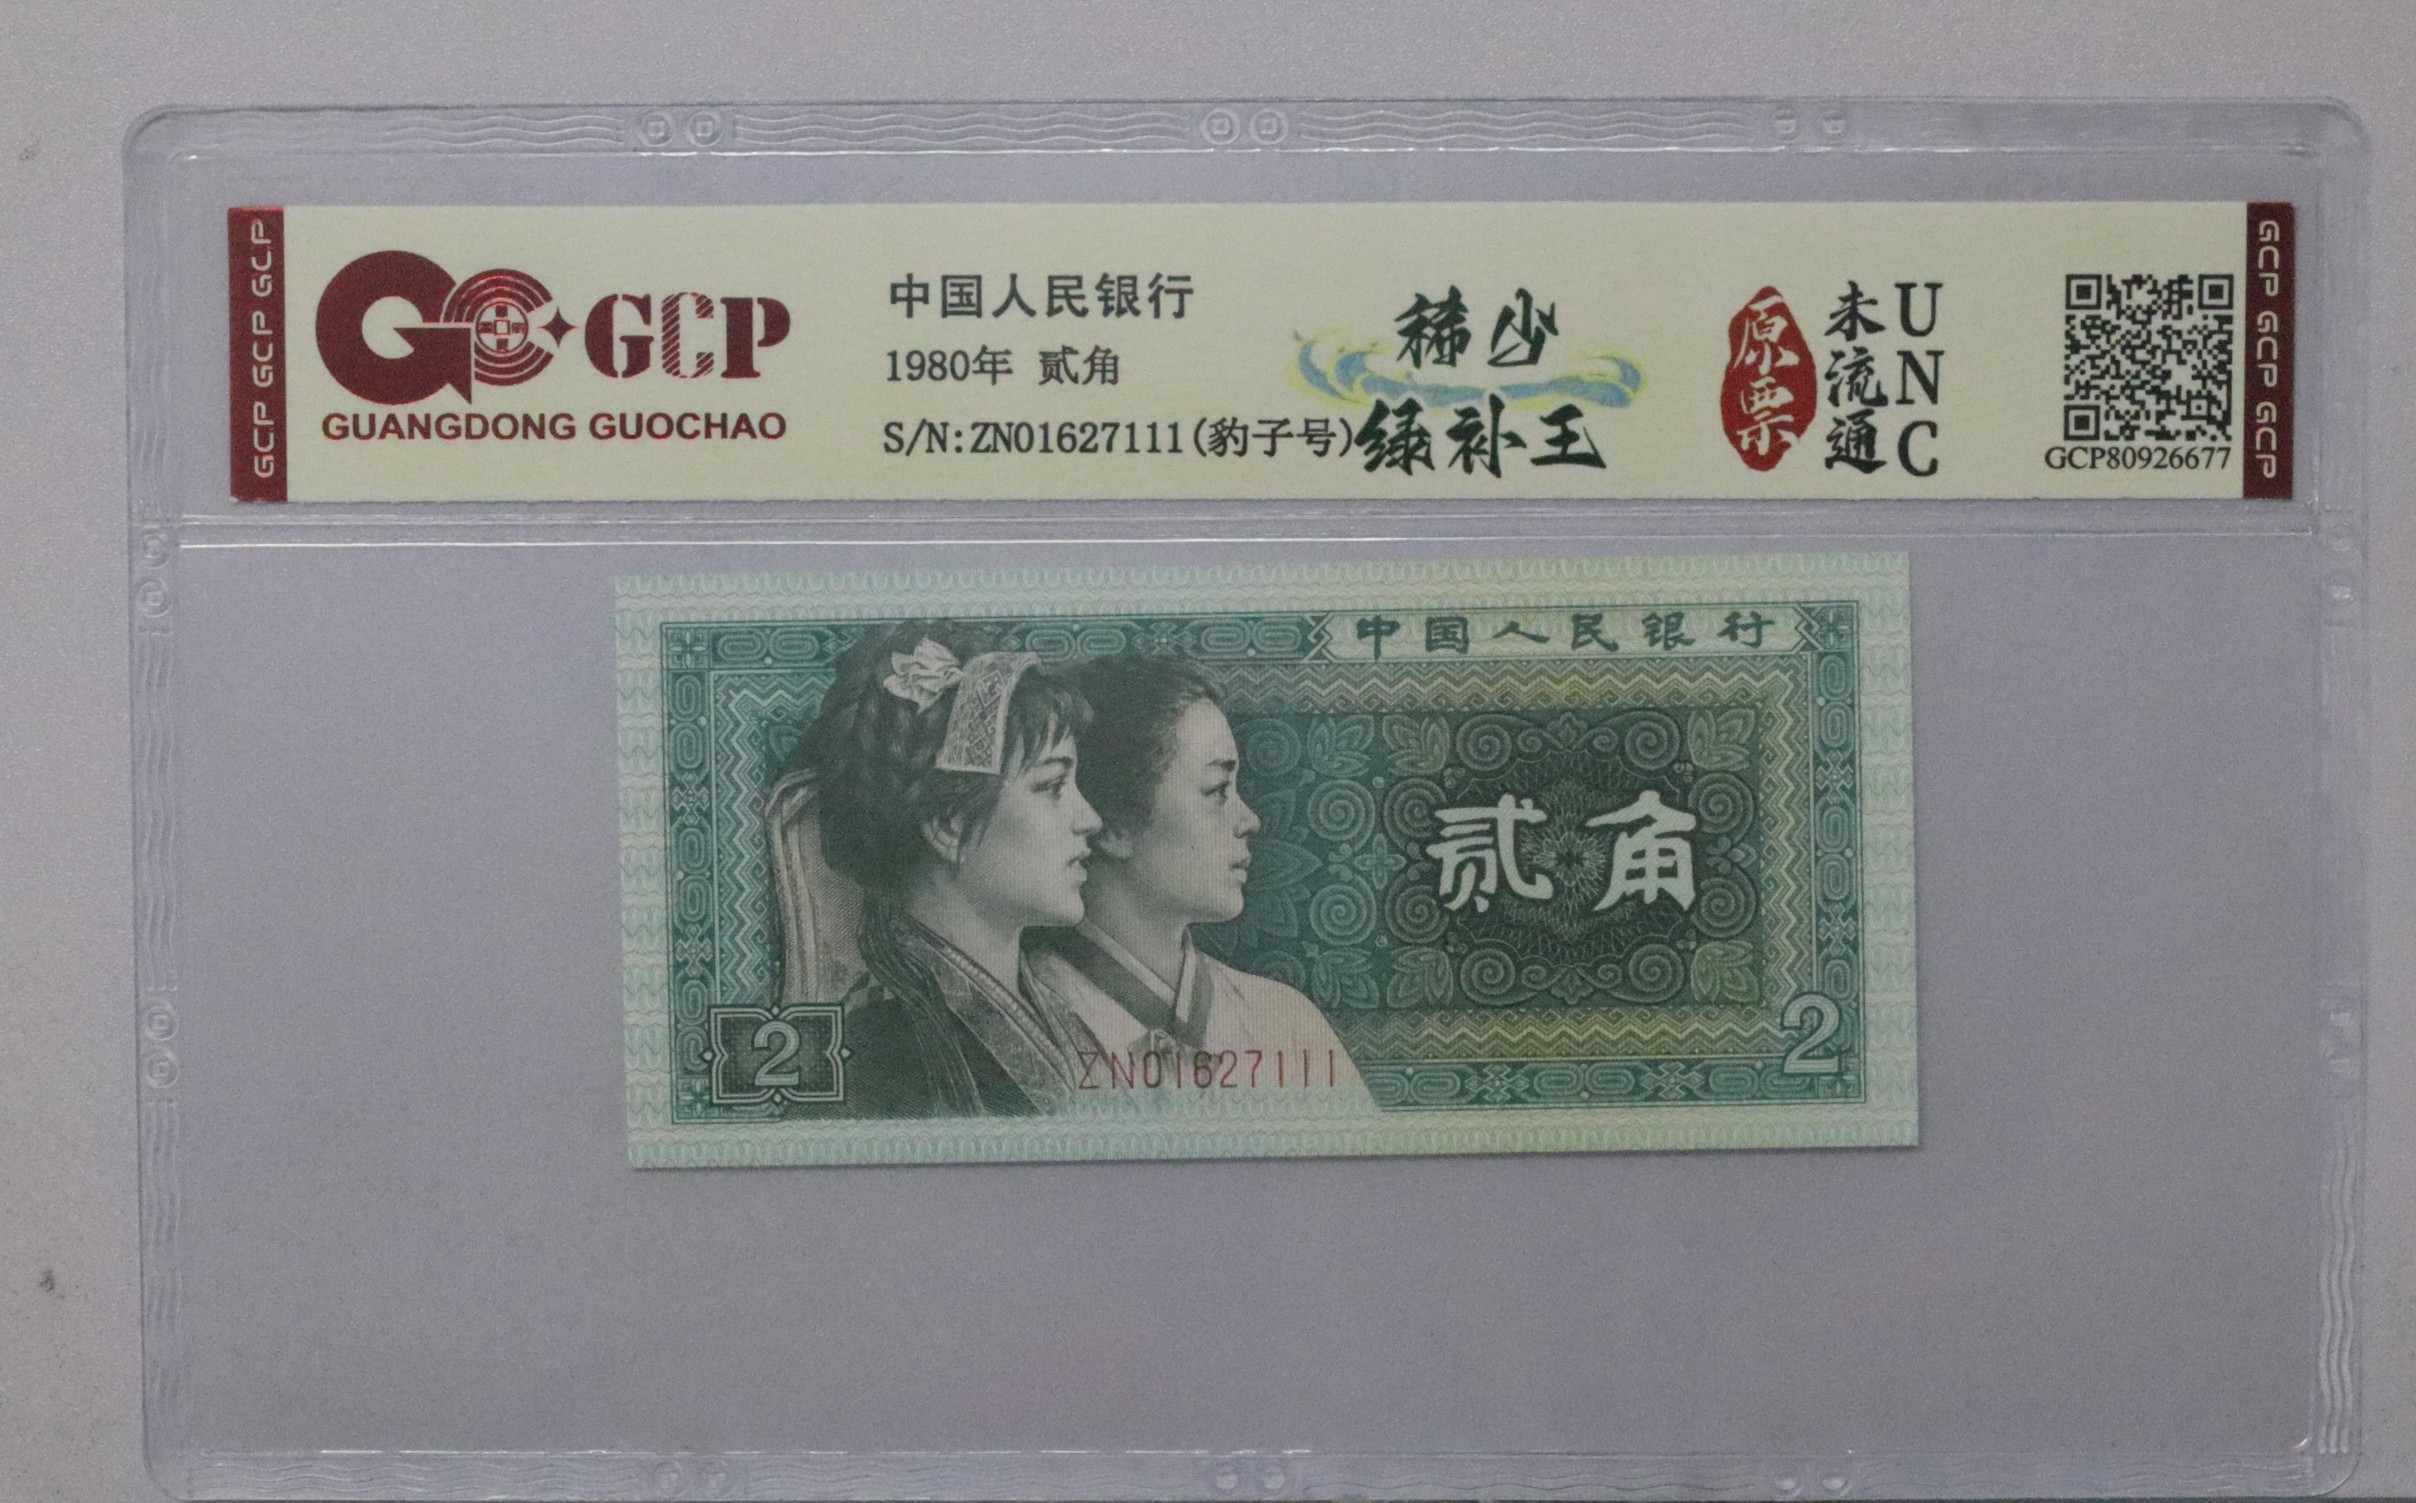 GCP GCP GCP
GC GCP
GUANGDONG GUOCHAO
中国人民银行
1980年 贰角
S/N:ZN01627111(豹子号)
稀少
绿补王
原票
未流通
UNC
GCP80926677
GCP GCP GCP
中国人民银行
贰角
2
ZN01627111
2